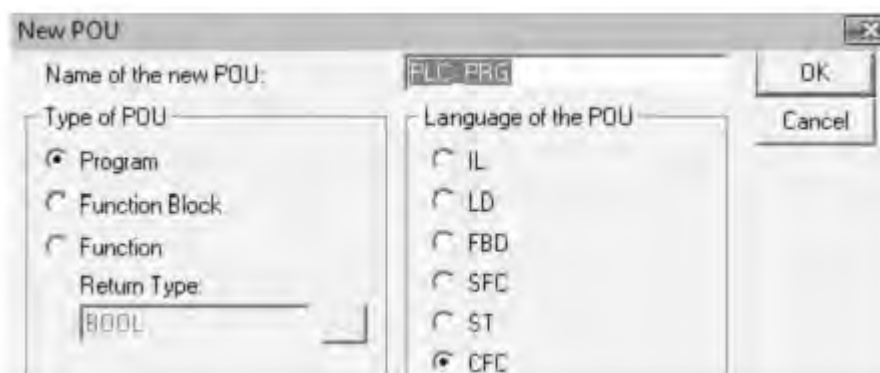 New POU
Name of the new POU:
PLC_PRG
OK
Cancel
Type of POU
Program
Function Block
Function
Return Type:
BOOL
Language of the POU
IL
LD
FBD
SFC
ST
CFC